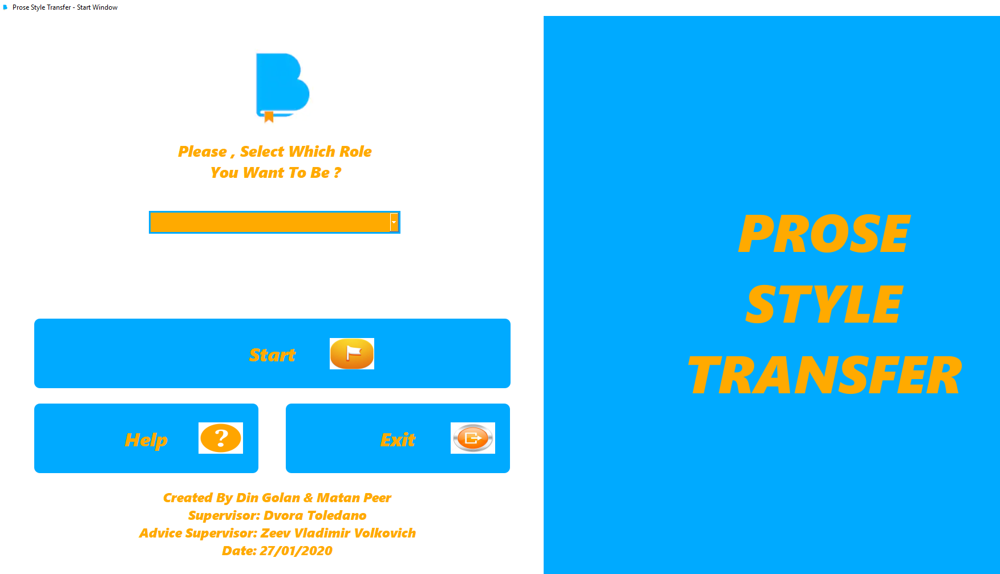 Prose Style Transfer - Start Window
Please , Select Which Role
You Want To Be ?
Start
Help
?
Exit
Created By Din Golan & Matan Peer
Supervisor: Dvora Toledano
Advice Supervisor: Zeev Vladimir Volkovich
Date: 27/01/2020
PROSE
STYLE
TRANSFER